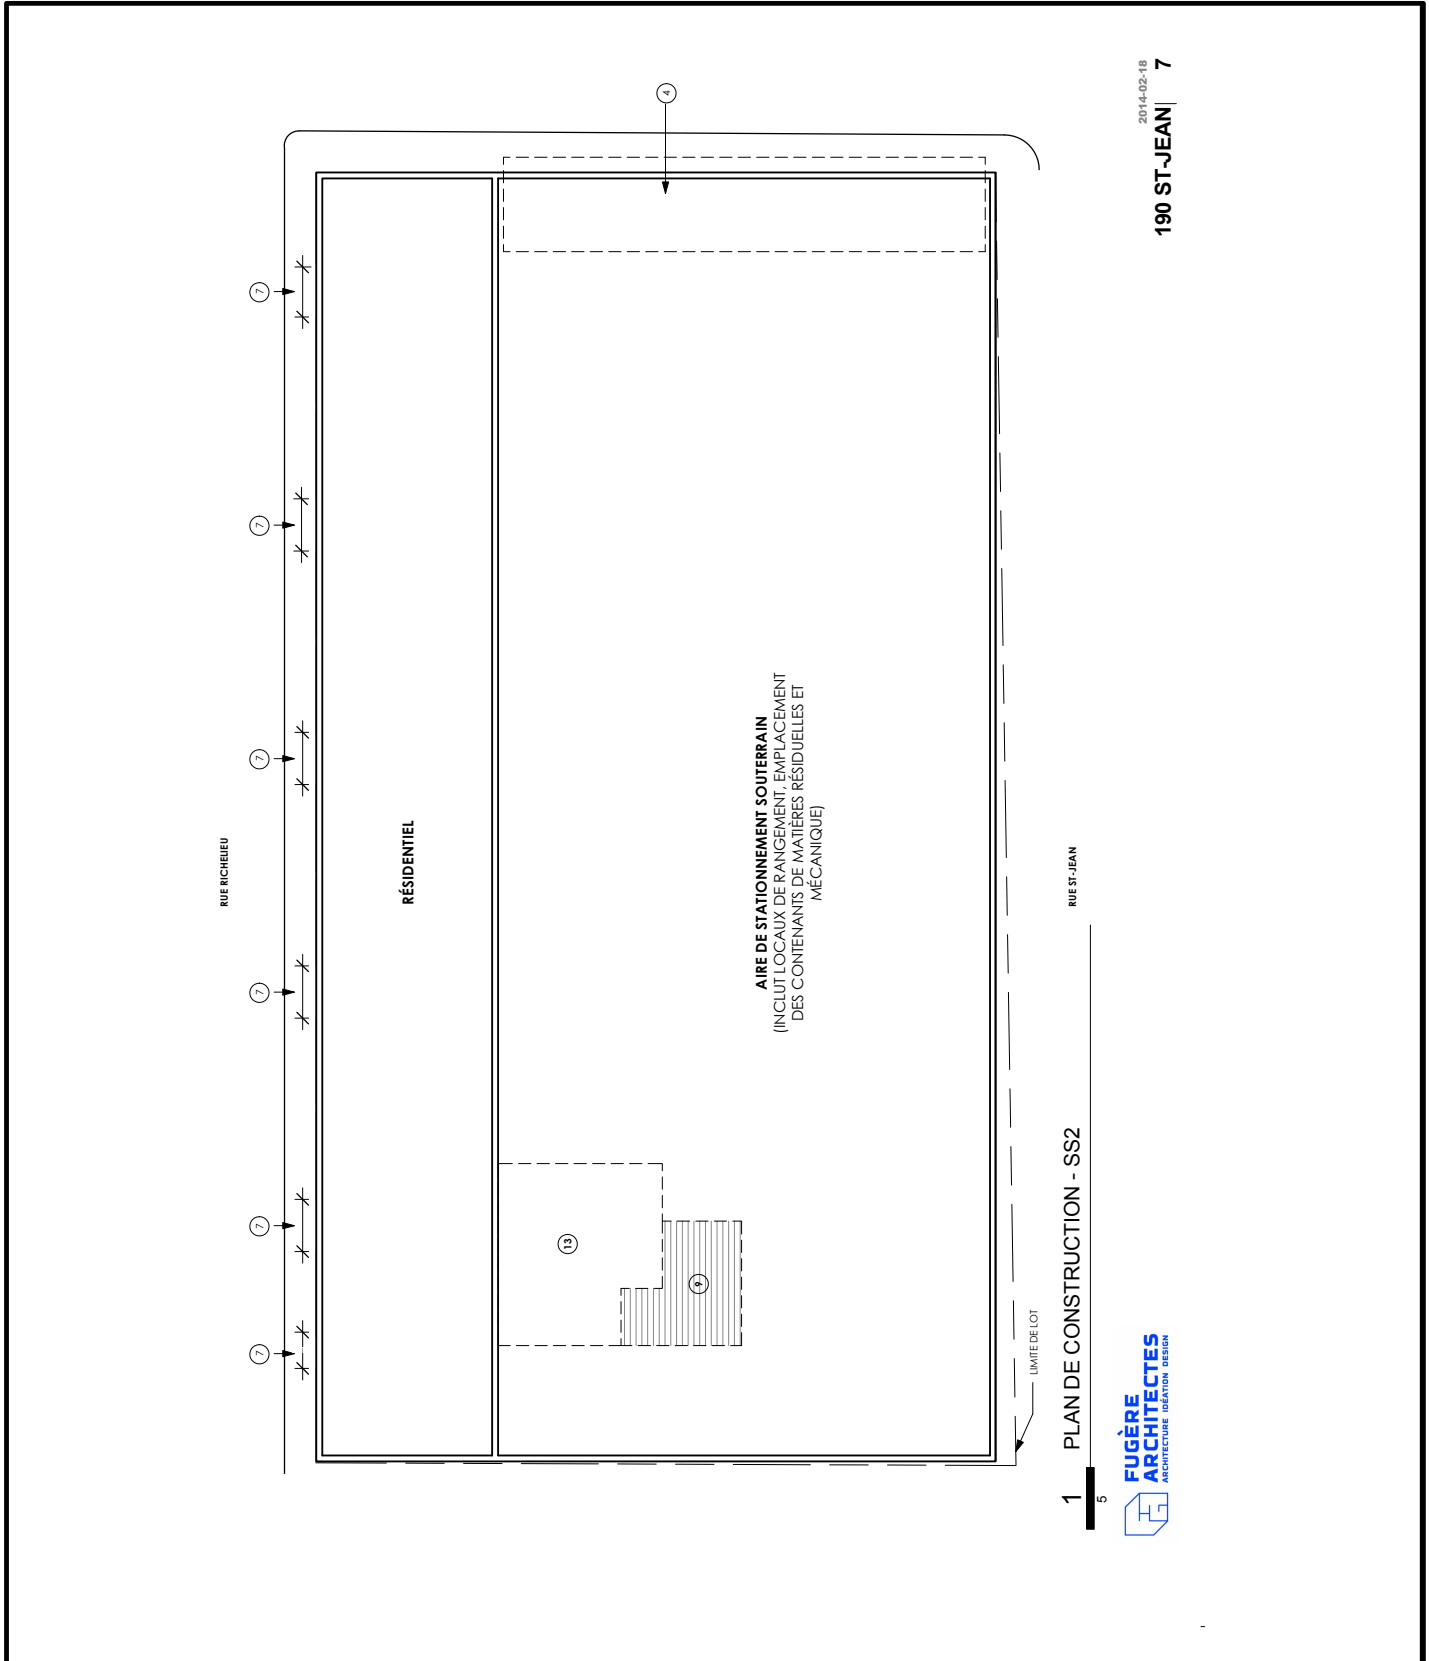 RUE RICHELIEU
7
7
7
7
7
7
4
RÉSIDENTIEL
AIRE DE STATIONNEMENT SOUTERRAIN
(INCLUT LOCAUX DE RANGEMENT, EMPLACEMENT
DES CONTENANTS DE MATIÈRES RÉSIDUELLES ET
MÉCANIQUE)
13
9
LIMITE DE LOT
RUE ST-JEAN
1
PLAN DE CONSTRUCTION - SS2
5
FUGÈRE
ARCHITECTES
ARCHITECTURE IDÉATION DESIGN
2014-02-18
190 ST-JEAN| 7
-